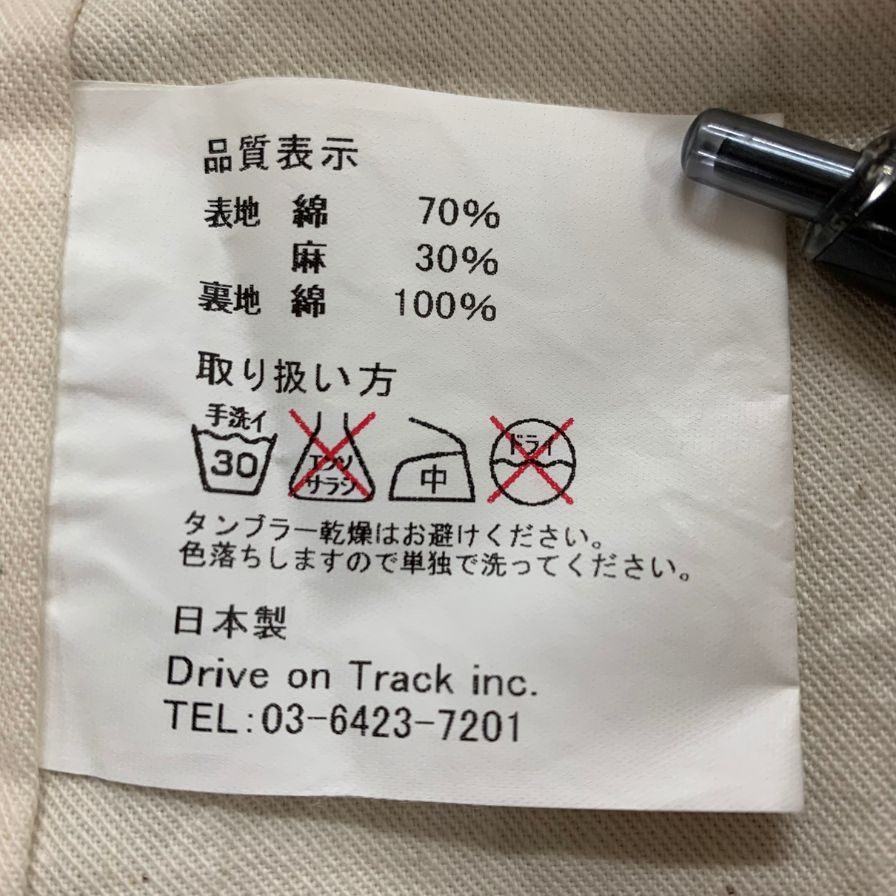 品質表示
表地 綿 70%
麻 30%
裏地 綿 100%
取り扱い方
手洗イ
30
エンソ
サラシ
中
ドライ
タンブラー乾燥はお避けください。
色落ちしますので単独で洗ってください。
日本製
Drive on Track inc.
TEL:03-6423-7201